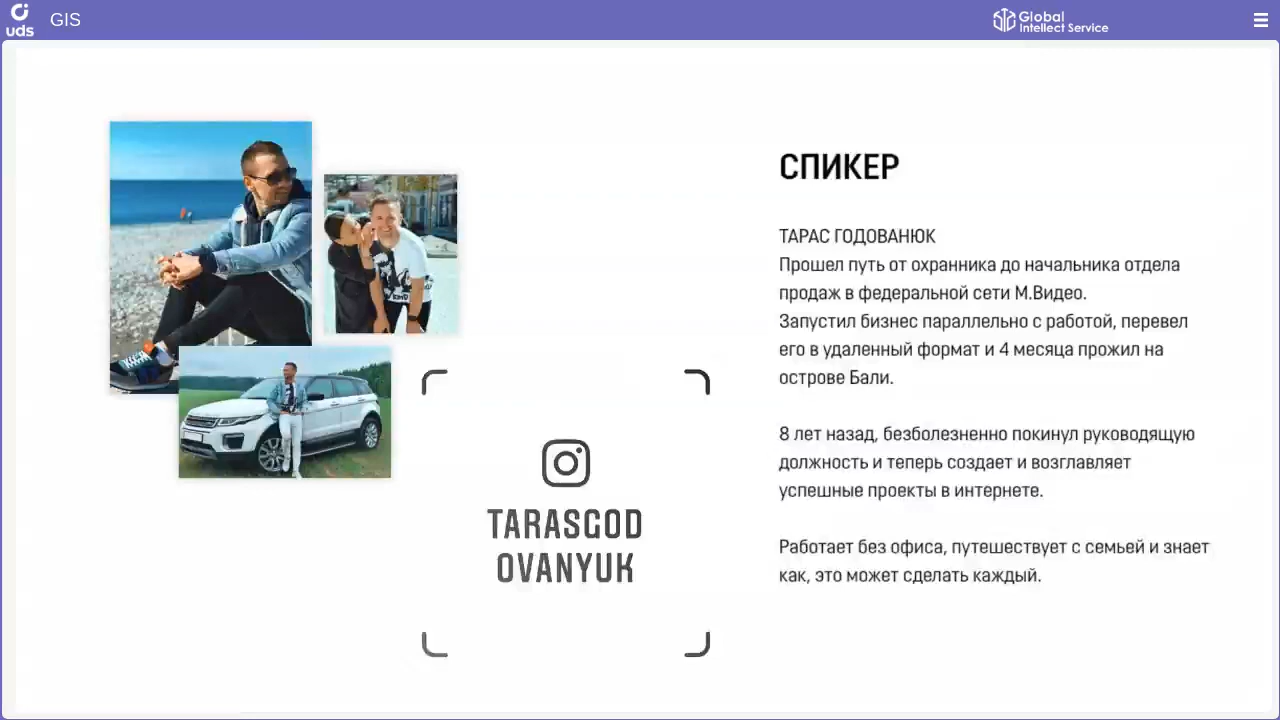 uds
GIS
Global
Intellect Service
СПИКЕР
ТАРАС ГОДОВАНЮК
Прошел путь от охранника до начальника отдела
продаж в федеральной сети М.Видео.
Запустил бизнес параллельно с работой, перевел
его в удаленный формат и 4 месяца прожил на
острове Бали.
8 лет назад, безболезненно покинул руководящую
должность и теперь создает и возглавляет
успешные проекты в интернете.
Работает без офиса, путешествует с семьей и знает
как, это может сделать каждый.
TARASGOD
OVANYUK